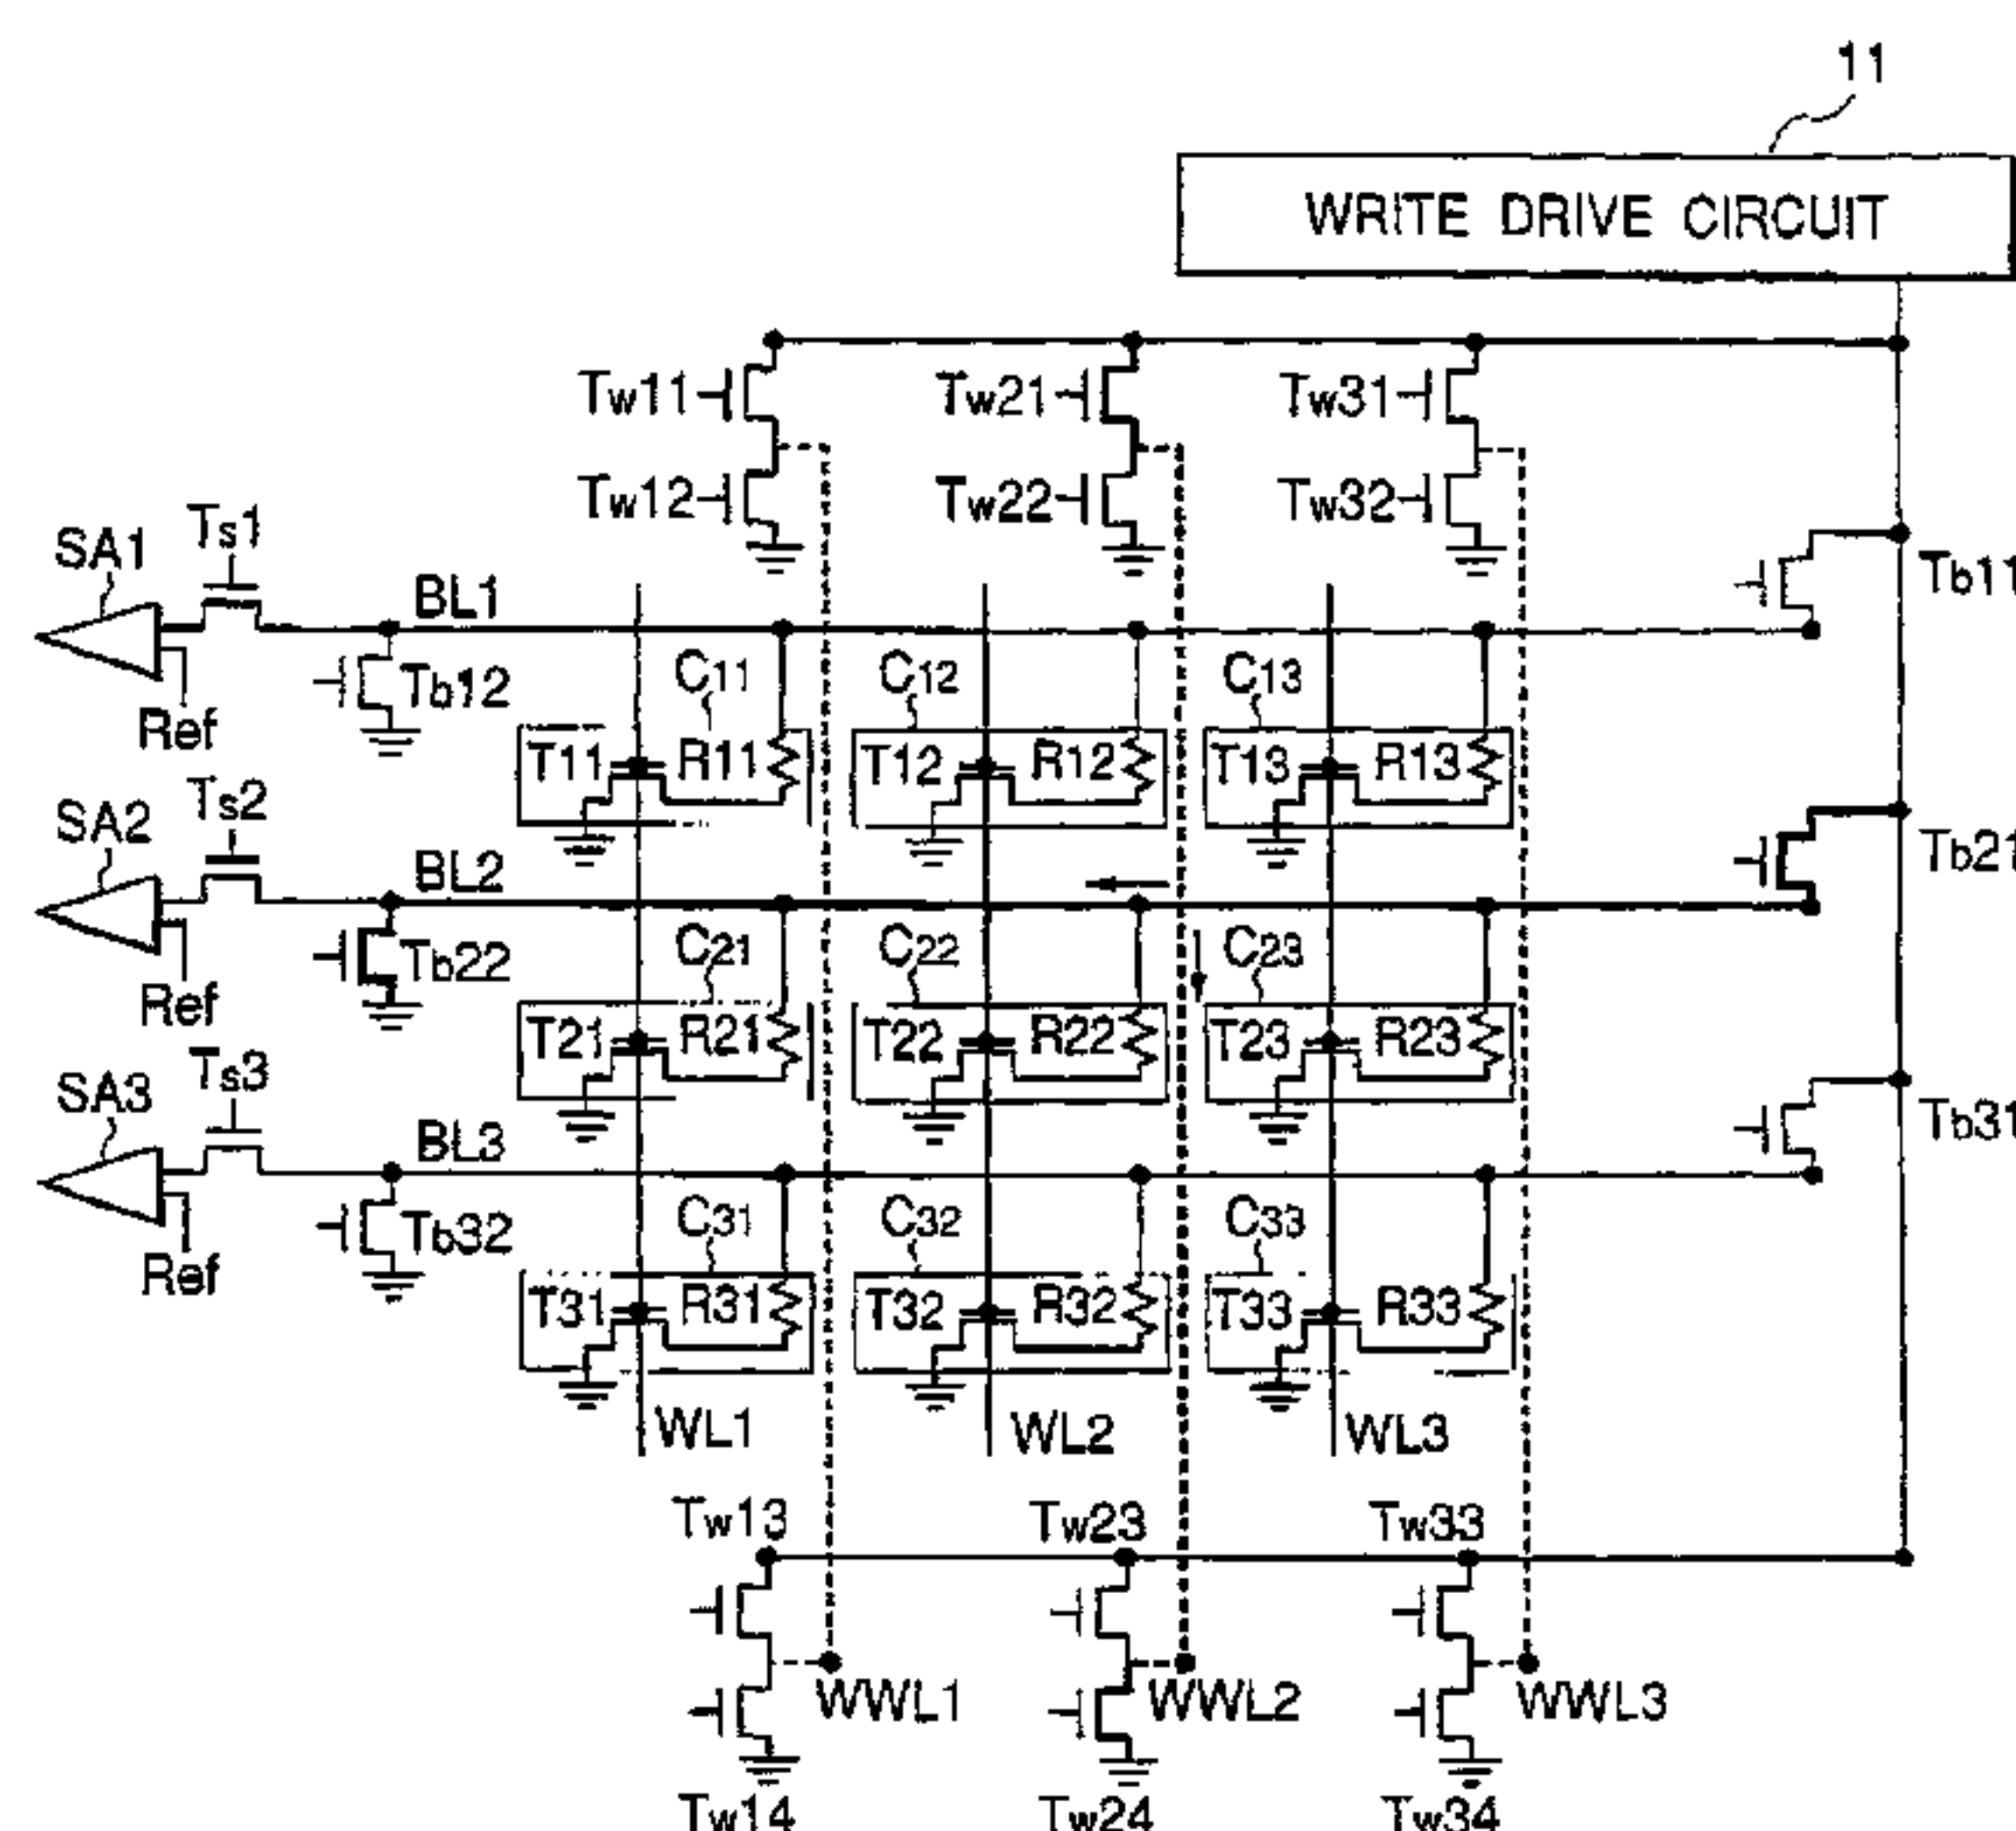 11
WRITE DRIVE CIRCUIT
Tw11 Tw21 Tw31
Tw12 Tw22 Tw32
SA1 Ts1 BL1 Tb11
C11 C12 C13
Ref Tb12
T11 R11 T12 R12 T13 R13
SA2 Ts2 BL2 Tb21
C21 C22 C23
Ref Tb22
T21 R21 T22 R22 T23 R23
SA3 Ts3 BL3 Tb31
C31 C32 C33
Ref Tb32
T31 R31 T32 R32 T33 R33
WL1 WL2 WL3
Tw13 Tw23 Tw33
WWL1 WWL2 WWL3
Tw14 Tw24 Tw34